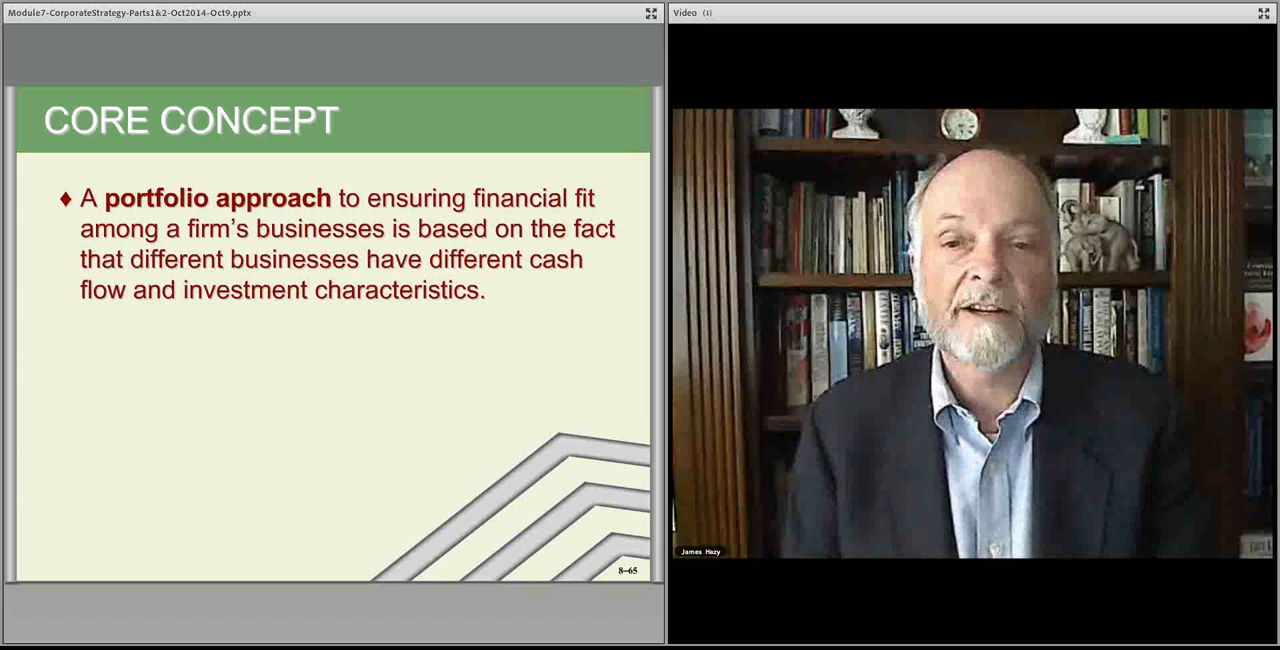 Module7-CorporateStrategy-Parts1&2-Oct2014-Oct9.pptx
CORE CONCEPT
♦ A portfolio approach to ensuring financial fit
among a firm’s businesses is based on the fact
that different businesses have different cash
flow and investment characteristics.
8–65
Video (1)
James Hazy